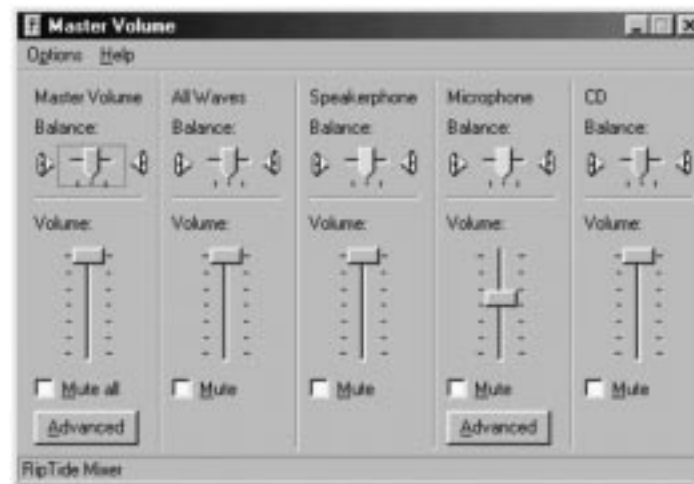 Master Volume
Options Help
Master Volume All Waves Speakerphone Microphone CD
Balance: Balance: Balance: Balance: Balance:
Volume: Volume: Volume: Volume: Volume:
Mute all Mute Mute Mute Mute
Advanced Advanced
RipTide Mixer